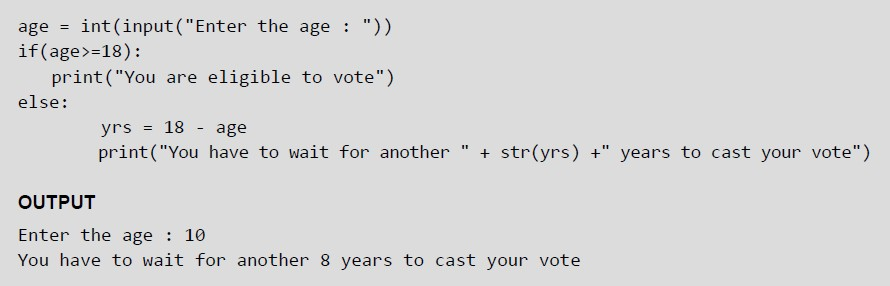 age = int(input("Enter the age : "))
if(age>=18):
   print("You are eligible to vote")
else:
        yrs = 18 - age
        print("You have to wait for another " + str(yrs) +" years to cast your vote")
OUTPUT
Enter the age : 10
You have to wait for another 8 years to cast your vote